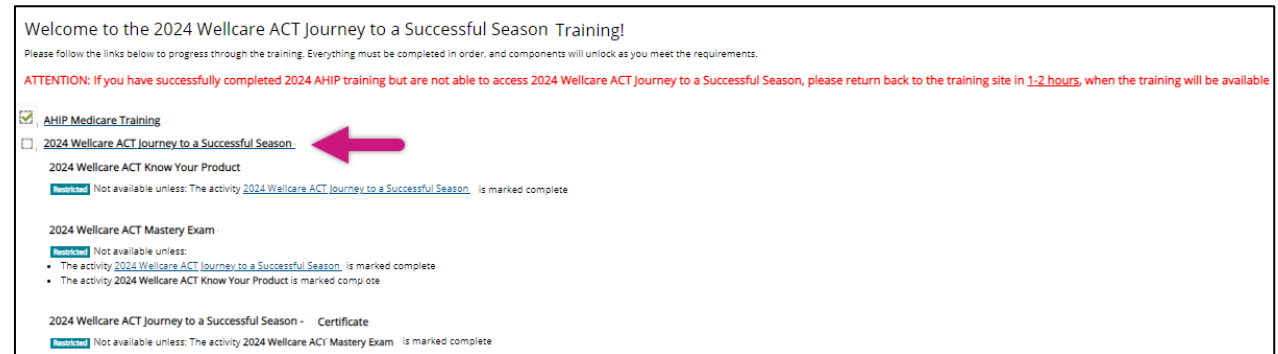 Welcome to the 2024 Wellcare ACT Journey to a Successful Season Training!
Please follow the links below to progress through the training. Everything must be completed in order, and components will unlock as you meet the requirements.
ATTENTION: If you have successfully completed 2024 AHIP training but are not able to access 2024 Wellcare ACT Journey to a Successful Season, please return back to the training site in 1-2 hours, when the training will be available
AHIP Medicare Training
2024 Wellcare ACT Journey to a Successful Season
2024 Wellcare ACT Know Your Product
Restricted Not available unless: The activity 2024 Wellcare ACT Journey to a Successful Season is marked complete
2024 Wellcare ACT Mastery Exam
Restricted Not available unless:
• The activity 2024 Wellcare ACT Journey to a Successful Season is marked complete
• The activity 2024 Wellcare ACT Know Your Product is marked complete
2024 Wellcare ACT Journey to a Successful Season - Certificate
Restricted Not available unless: The activity 2024 Wellcare ACT Mastery Exam is marked complete